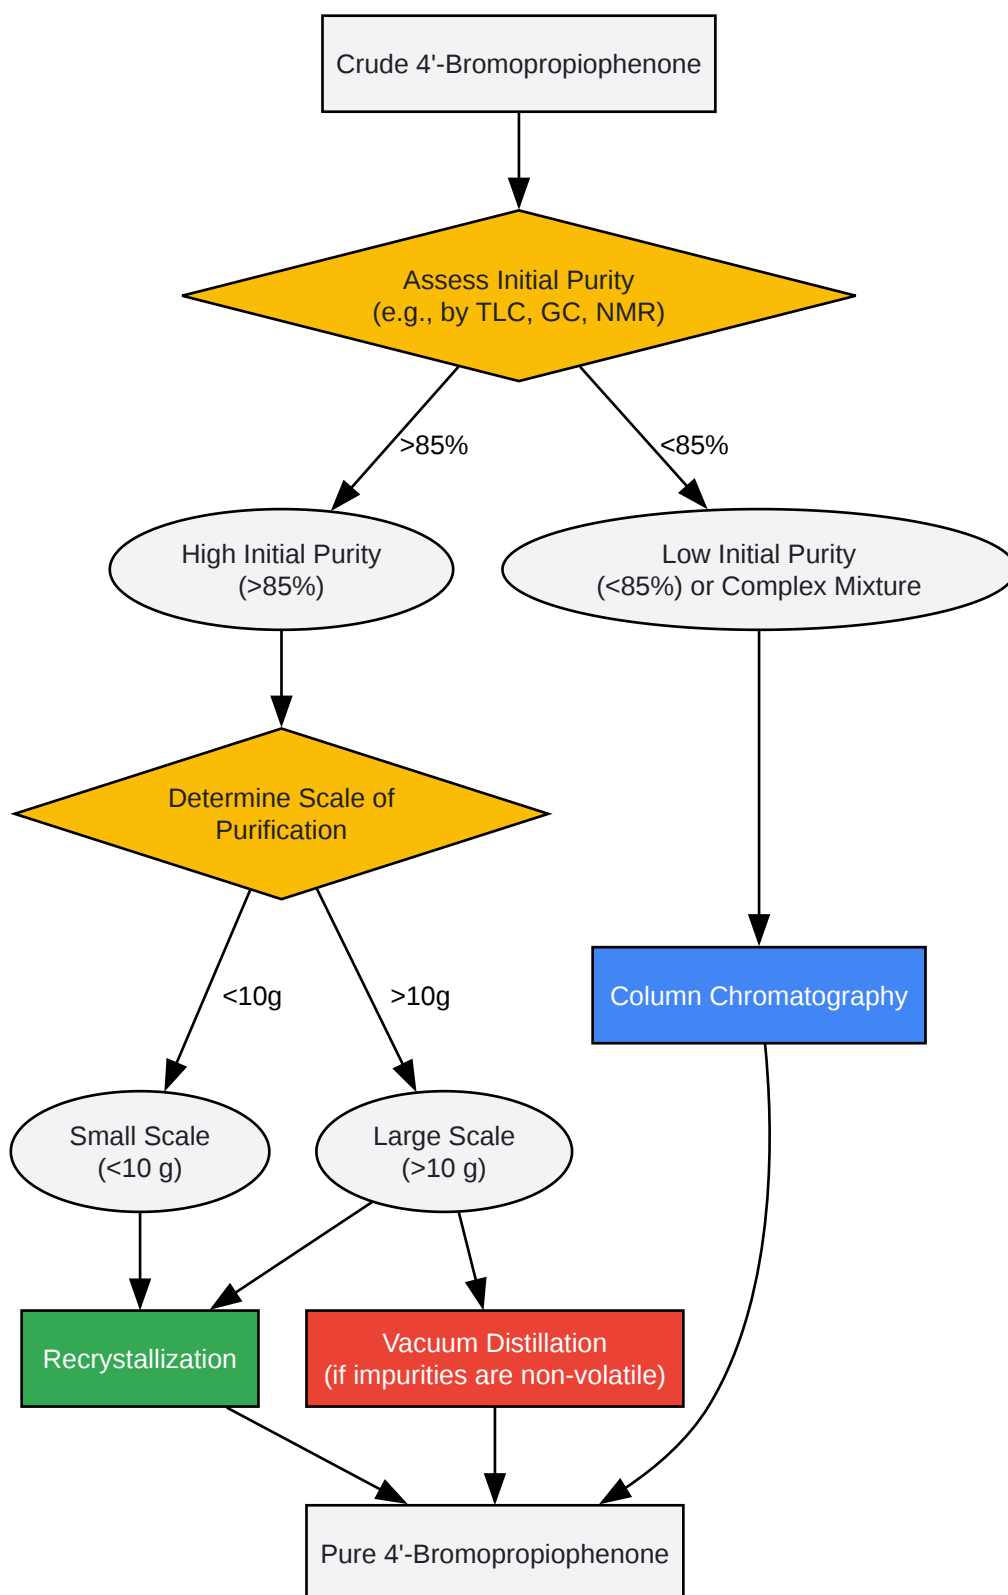 Crude 4'-Bromopropiophenone
Assess Initial Purity
(e.g., by TLC, GC, NMR)
>85%
<85%
High Initial Purity
(>85%)
Low Initial Purity
(<85%) or Complex Mixture
Determine Scale of
Purification
<10g
>10g
Column Chromatography
Small Scale
(<10 g)
Large Scale
(>10 g)
Recrystallization
Vacuum Distillation
(if impurities are non-volatile)
Pure 4'-Bromopropiophenone